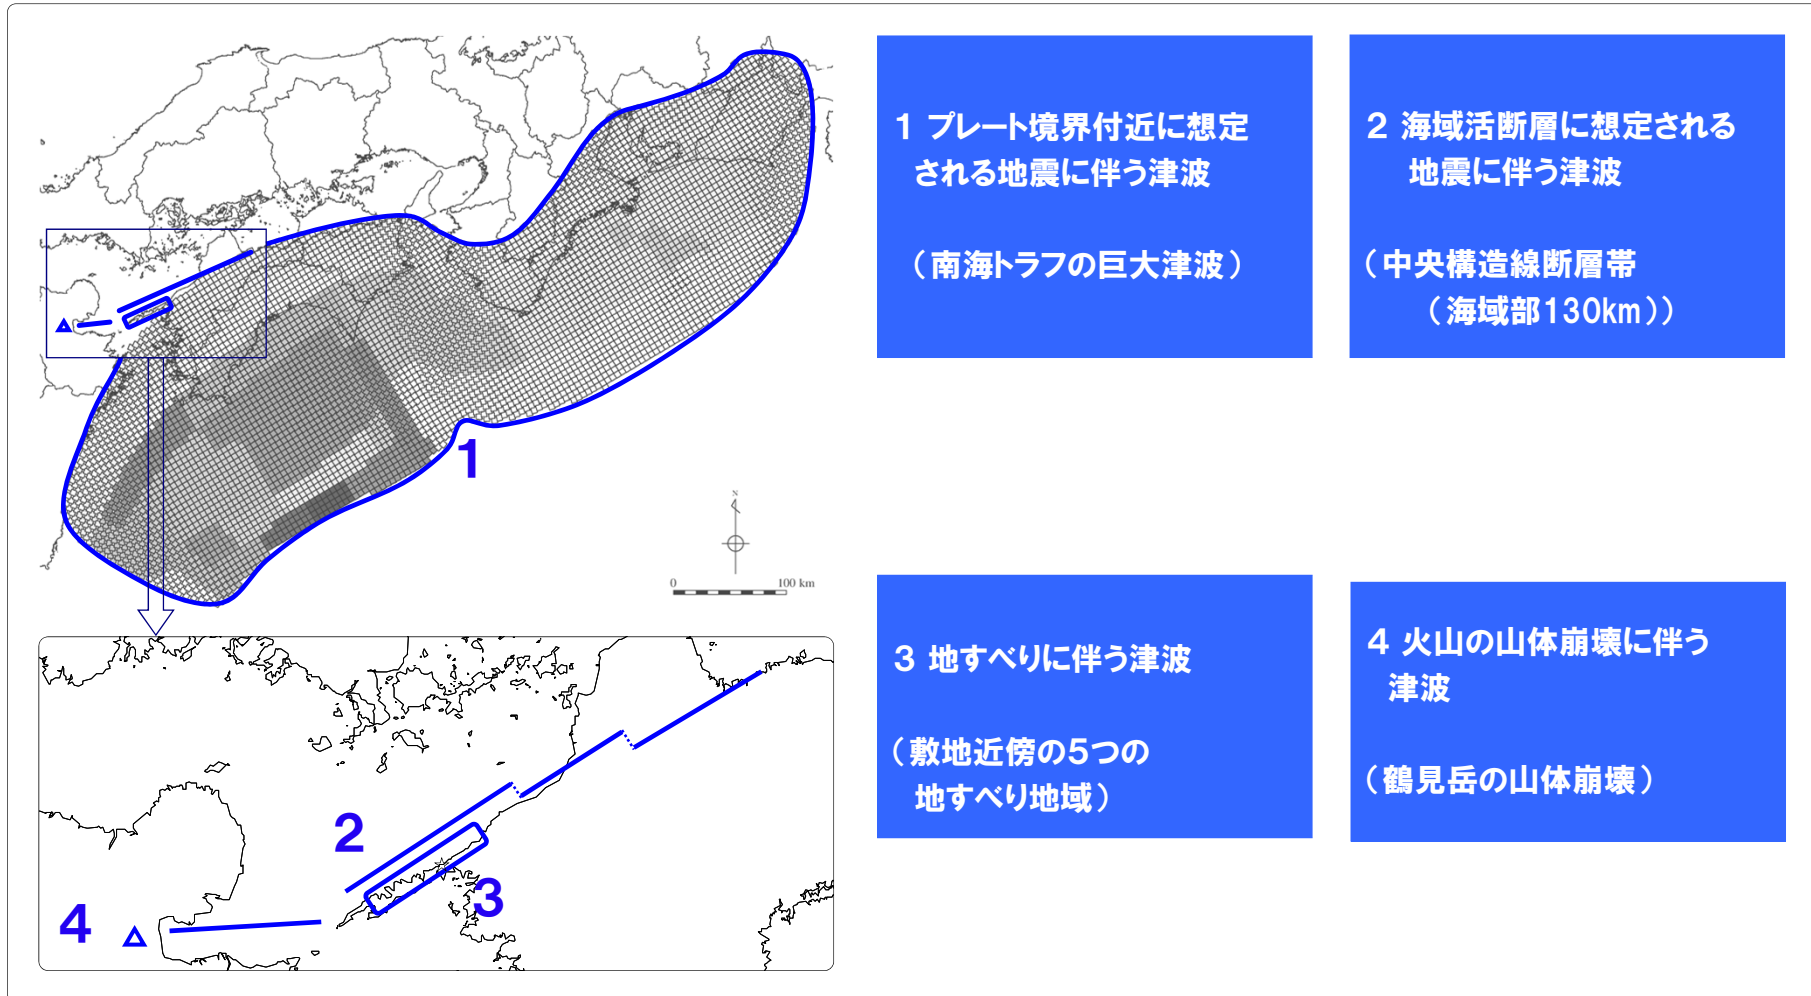 1
N
0
100 km
2
3
4
1 プレート境界付近に想定
される地震に伴う津波
（南海トラフの巨大津波）
2 海域活断層に想定される
地震に伴う津波
（中央構造線断層帯
（海域部130km））
3 地すべりに伴う津波
（敷地近傍の5つの
地すべり地域）
4 火山の山体崩壊に伴う
津波
（鶴見岳の山体崩壊）